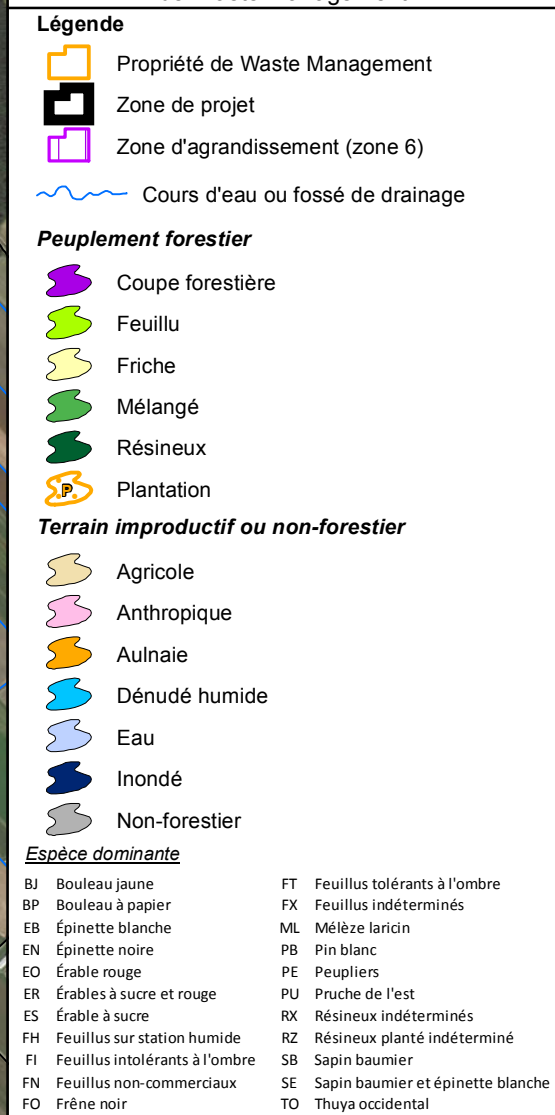 Légende
Propriété de Waste Management
Zone de projet
Zone d'agrandissement (zone 6)
Cours d'eau ou fossé de drainage
Peuplement forestier
Coupe forestière
Feuillu
Friche
Mélangé
Résineux
P Plantation
Terrain improductif ou non-forestier
Agricole
Anthropique
Aulnaie
Dénudé humide
Eau
Inondé
Non-forestier
Espèce dominante
BJ Bouleau jaune
BP Bouleau à papier
EB Épinette blanche
EN Épinette noire
EO Érable rouge
ER Érables à sucre et rouge
ES Érable à sucre
FH Feuillus sur station humide
FI Feuillus intolérants à l'ombre
FN Feuillus non-commerciaux
FO Frêne noir
FT Feuillus tolérants à l'ombre
FX Feuillus indéterminés
ML Mélèze laricin
PB Pin blanc
PE Peupliers
PU Pruche de l'est
RX Résineux indéterminés
RZ Résineux planté indéterminé
SB Sapin baumier
SE Sapin baumier et épinette blanche
TO Thuya occidental